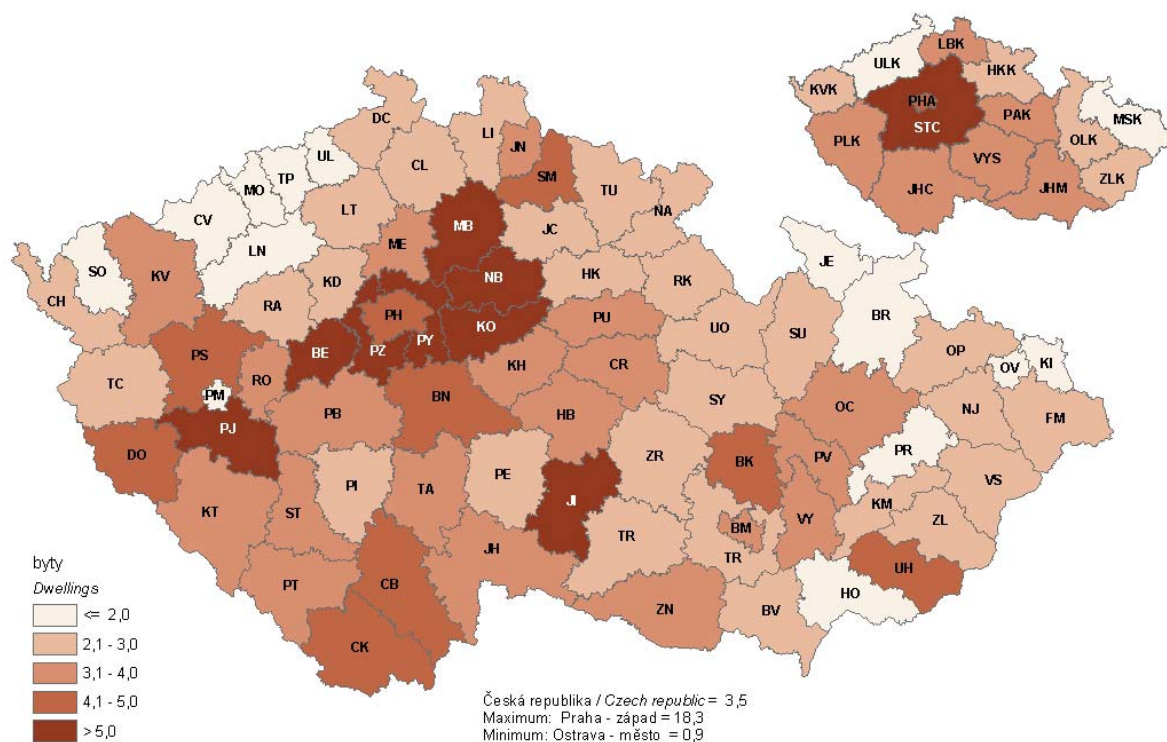 LBK
ULK
HKK
KVK
PHA
PAK
MSK
STC
OLK
PLK
VYS
ZLK
JHC
JHM
DC
LI
JN
UL
CL
SM
TP
MO
TU
CV
LT
NA
MB
JC
ME
LN
SO
KV
JE
NB
HK
KD
RK
CH
RA
BR
PH
PU
KO
UO
SU
PY
BE
PZ
PS
OP
TC
RO
KH
CR
OV
KI
PM
BN
SY
OC
NJ
FM
PB
HB
PJ
PR
DO
ZR
BK
PV
VS
PI
TA
PE
JI
KM
KT
ST
VY
ZL
BM
TR
TR
JH
UH
PT
CB
HO
ZN
BV
CK
byty
Dwellings
<= 2,0
2,1 - 3,0
3,1 - 4,0
4,1 - 5,0
> 5,0
Česká republika / Czech republic = 3,5
Maximum: Praha - západ = 18,3
Minimum: Ostrava - město = 0,9